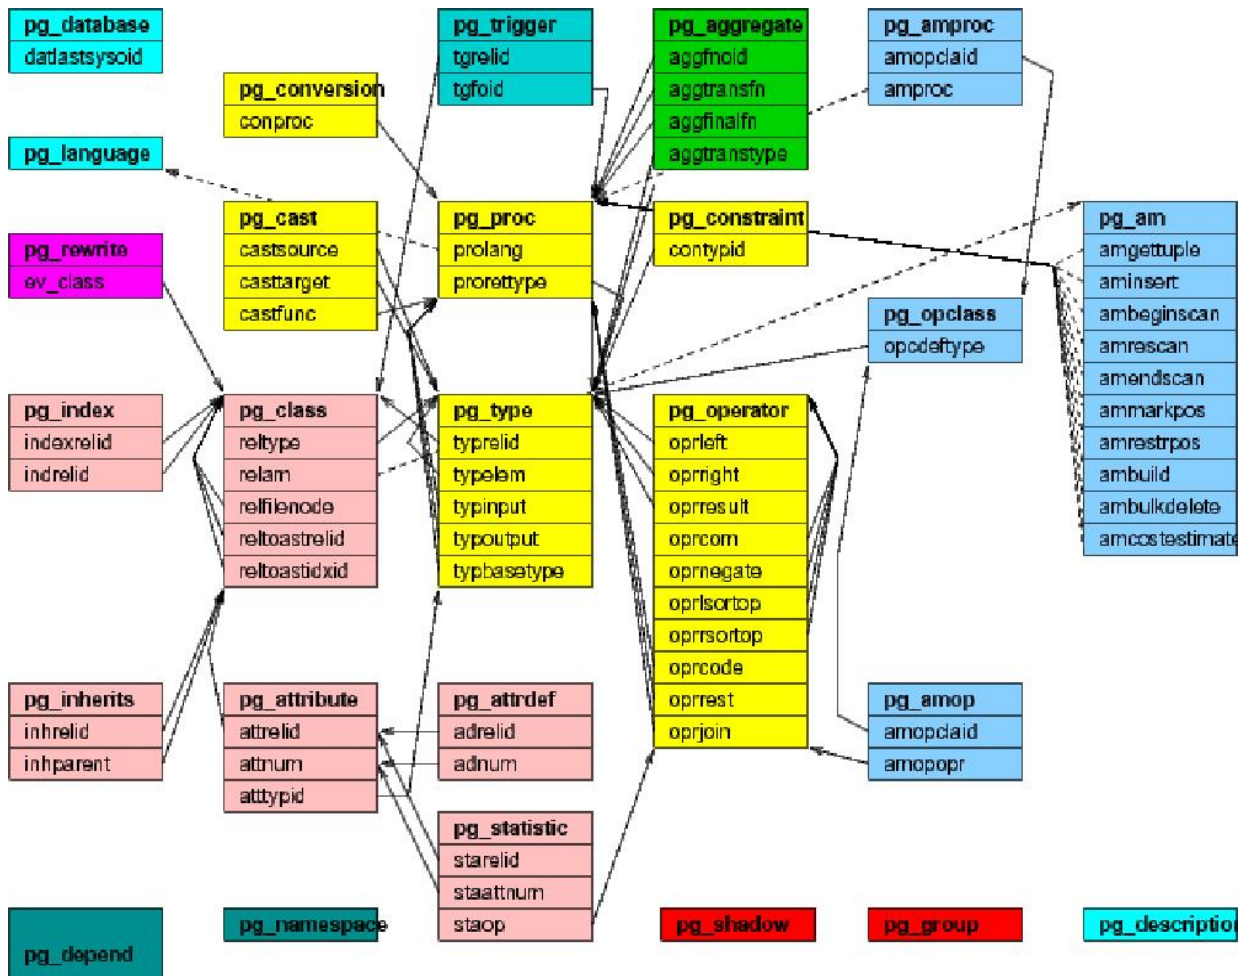 pg_database
datlastsysoid
pg_language
pg_rewrite
ev_class
pg_index
indexrelid
indrelid
pg_inherits
inhrelid
inhparent
pg_depend
pg_conversion
conproc
pg_cast
castsource
casttarget
castfunc
pg_class
reltype
relam
relfilenode
reltoastrelid
reltoastidxid
pg_attribute
attrelid
attnum
atttypid
pg_namespace
pg_trigger
tgrelid
tgfoid
pg_proc
prolang
prorettype
pg_type
typrelid
typelem
typinput
typoutput
typbasetype
pg_attrdef
adrelid
adnum
pg_statistic
starelid
staattnum
staop
pg_aggregate
aggfnoid
aggtransfn
aggfinalfn
aggtranstype
pg_constraint
contypid
pg_operator
oprleft
oprright
oprresult
oprcom
oprnegate
oprlsortop
oprrsortop
oprcode
oprrest
oprjoin
pg_shadow
pg_amproc
amopclaid
amproc
pg_opclass
opcdeftype
pg_amop
amopclaid
amopopr
pg_group
pg_am
amgettuple
aminsert
ambeginscan
amrescan
amendscan
ammarkpos
amrestrpos
ambuild
ambulkdelete
amcostestimate
pg_description